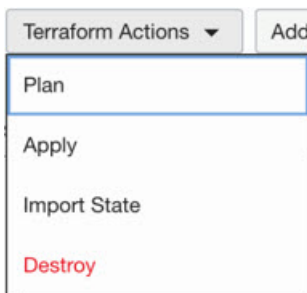 Terraform Actions
Add
Plan
Apply
Import State
Destroy